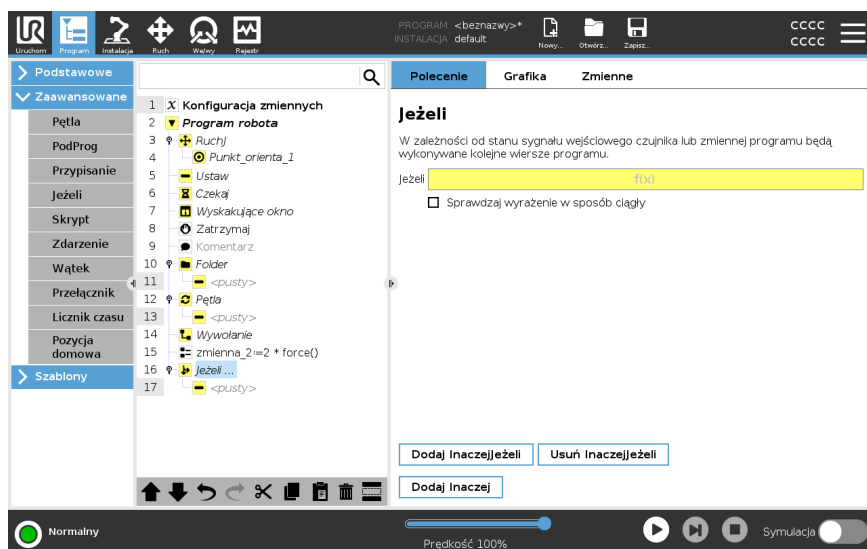 UR
PROGRAM <beznazwy>*
INSTALACJA default
Uruchom
Program
Instalacja
Ruch
We/wy
Rejestr
Nowy...
Otwórz...
Zapisz...
cccc
cccc
Podstawowe
Zaawansowane
Pętla
PodProg
Przypisanie
Jeżeli
Skrypt
Zdarzenie
Wątek
Przełącznik
Licznik czasu
Pozycja
domowa
Szablony
1 X Konfiguracja zmiennych
2 Program robota
3 RuchJ
4 Punkt_orienta_1
5 Ustaw
6 Czekaj
7 Wyskakujące okno
8 Zatrzymaj
9 Komentarz
10 Folder
11 <pusty>
12 Pętla
13 <pusty>
14 Wywołanie
15 zmienna_2:=2 * force()
16 Jeżeli ...
17 <pusty>
Polecenie
Grafika
Zmienne
Jeżeli
W zależności od stanu sygnału wejściowego czujnika lub zmiennej programu będą
wykonywane kolejne wiersze programu.
Jeżeli f(x)
Sprawdzaj wyrażenie w sposób ciągły
Dodaj InaczejJeżeli
Usuń InaczejJeżeli
Dodaj Inaczej
Normalny
Prędkość 100%
Symulacja